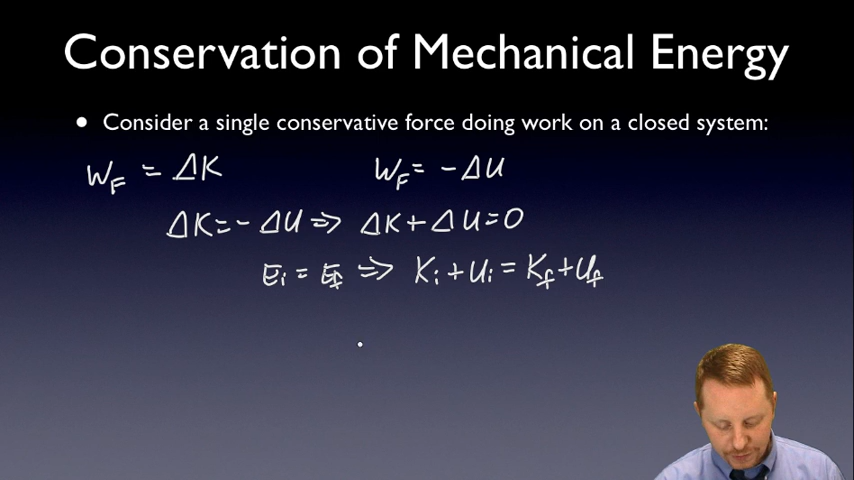 Conservation of Mechanical Energy
• Consider a single conservative force doing work on a closed system:
W_F = ΔK W_F = -ΔU
ΔK = -ΔU ⇒ ΔK + ΔU = 0
E_i = E_f ⇒ K_i + U_i = K_f + U_f